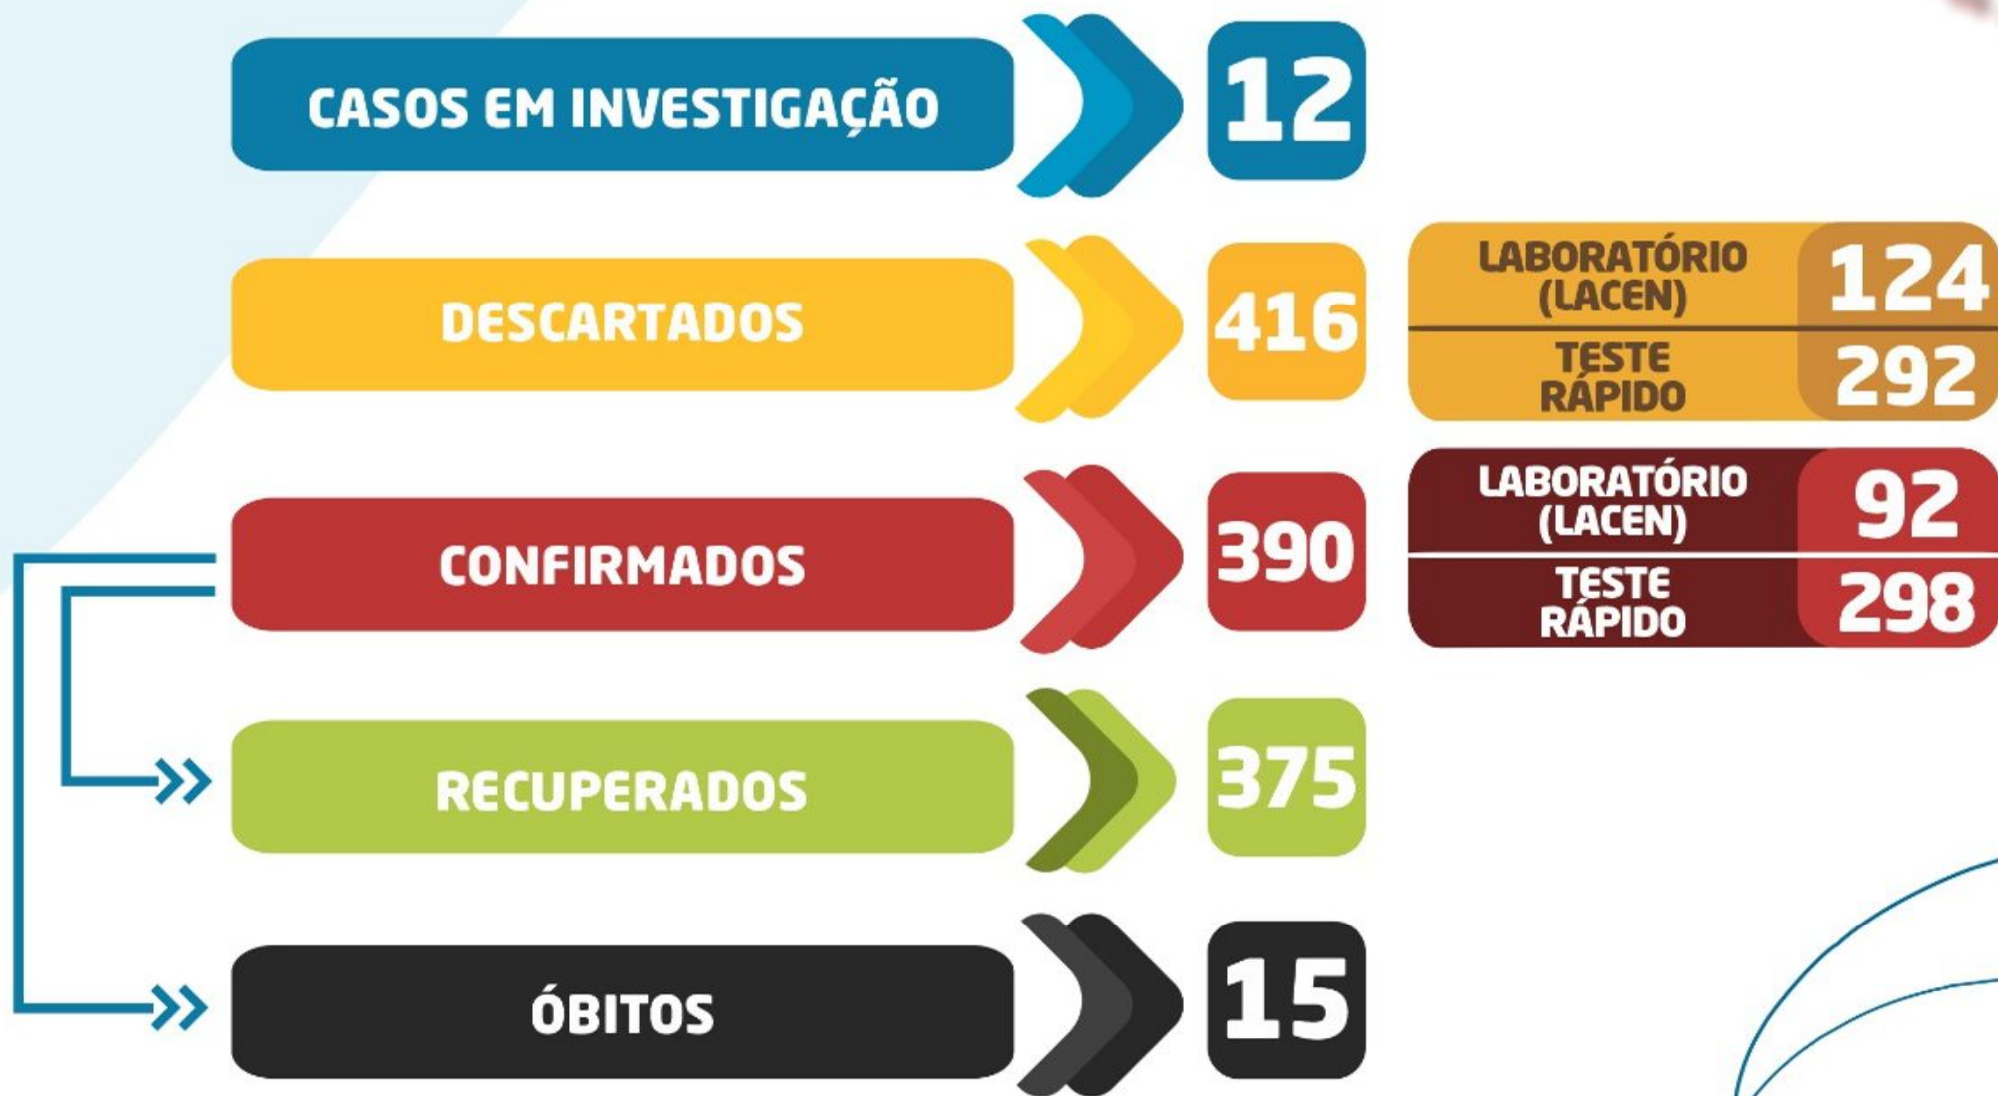 CASOS EM INVESTIGAÇÃO
12
DESCARTADOS
416
LABORATÓRIO
(LACEN)
124
TESTE
RÁPIDO
292
CONFIRMADOS
390
LABORATÓRIO
(LACEN)
92
TESTE
RÁPIDO
298
RECUPERADOS
375
ÓBITOS
15